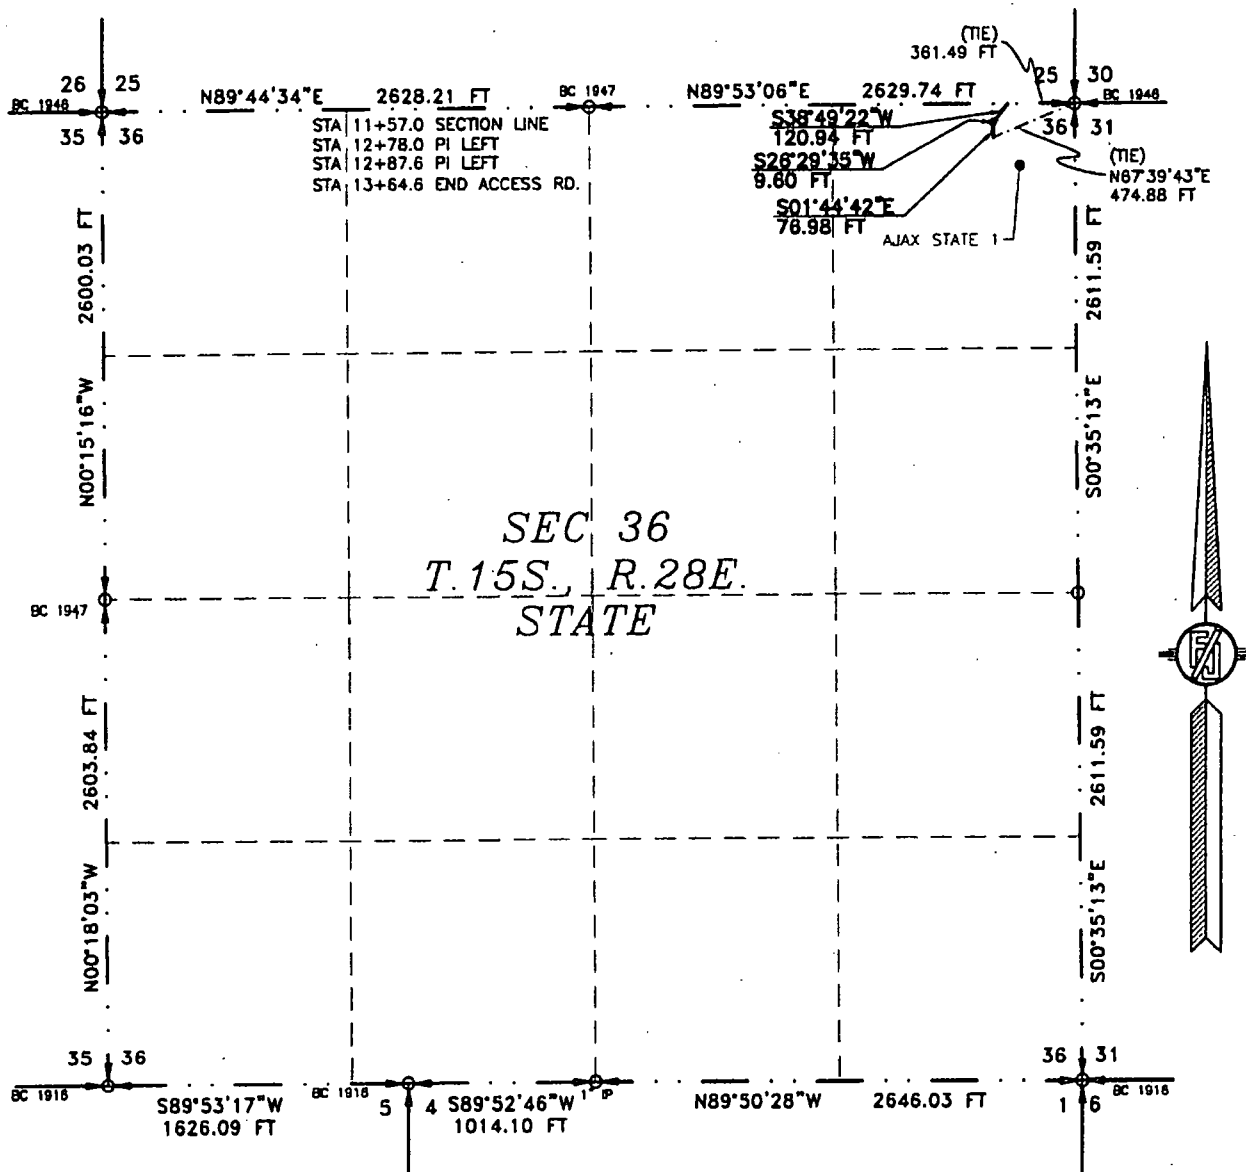 (TIE)
361.49 FT
26 25
25 30
BC 1946
N89°44'34"E 2628.21 FT
BC 1947
N89°53'06"E 2629.74 FT
BC 1946
35 36
36 31
STA 11+57.0 SECTION LINE
STA 12+78.0 PI LEFT
STA 12+87.6 PI LEFT
STA 13+64.6 END ACCESS RD.
S38°49'22"W
120.94 FT
S26°29'35"W
9.60 FT
S01°44'42"E
76.98 FT
(TIE)
N67°39'43"E
474.88 FT
AJAX STATE 1
2600.03 FT
2611.59 FT
N00°15'16"W
S00°35'13"E
SEC 36
T.15S., R.28E.
STATE
BC 1947
2603.84 FT
2611.59 FT
N00°18'03"W
S00°35'13"E
35 36
36 31
BC 1916
BC 1916
1" IP
BC 1916
5 4
1 6
S89°53'17"W
1626.09 FT
S89°52'46"W
1014.10 FT
N89°50'28"W 2646.03 FT